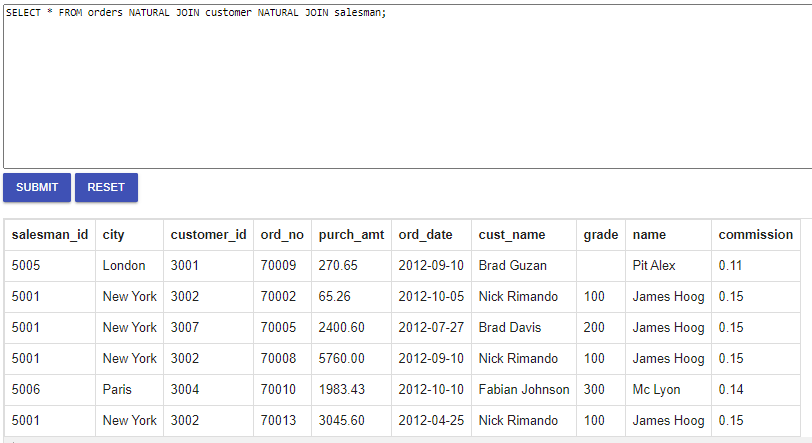 SELECT * FROM orders NATURAL JOIN customer NATURAL JOIN salesman;
SUBMIT RESET
salesman_id city customer_id ord_no purch_amt ord_date cust_name grade name commission
5005 London 3001 70009 270.65 2012-09-10 Brad Guzan Pit Alex 0.11
5001 New York 3002 70002 65.26 2012-10-05 Nick Rimando 100 James Hoog 0.15
5001 New York 3007 70005 2400.60 2012-07-27 Brad Davis 200 James Hoog 0.15
5001 New York 3002 70008 5760.00 2012-09-10 Nick Rimando 100 James Hoog 0.15
5006 Paris 3004 70010 1983.43 2012-10-10 Fabian Johnson 300 Mc Lyon 0.14
5001 New York 3002 70013 3045.60 2012-04-25 Nick Rimando 100 James Hoog 0.15